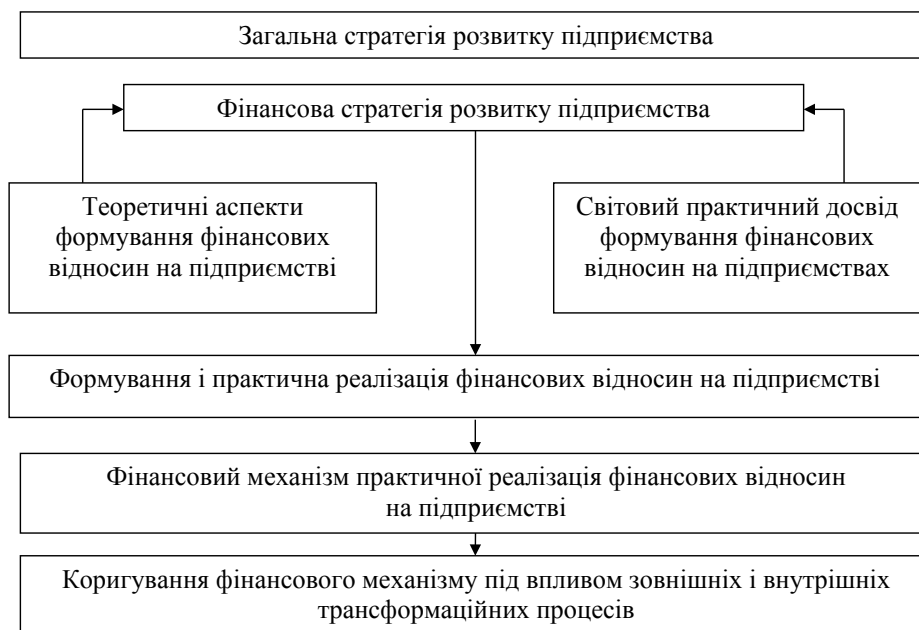 Загальна стратегія розвитку підприємства
Фінансова стратегія розвитку підприємства
Теоретичні аспекти
формування фінансових
відносин на підприємстві
Світовий практичний досвід
формування фінансових
відносин на підприємствах
Формування і практична реалізація фінансових відносин на підприємстві
Фінансовий механізм практичної реалізація фінансових відносин
на підприємстві
Коригування фінансового механізму під впливом зовнішніх і внутрішніх
трансформаційних процесів